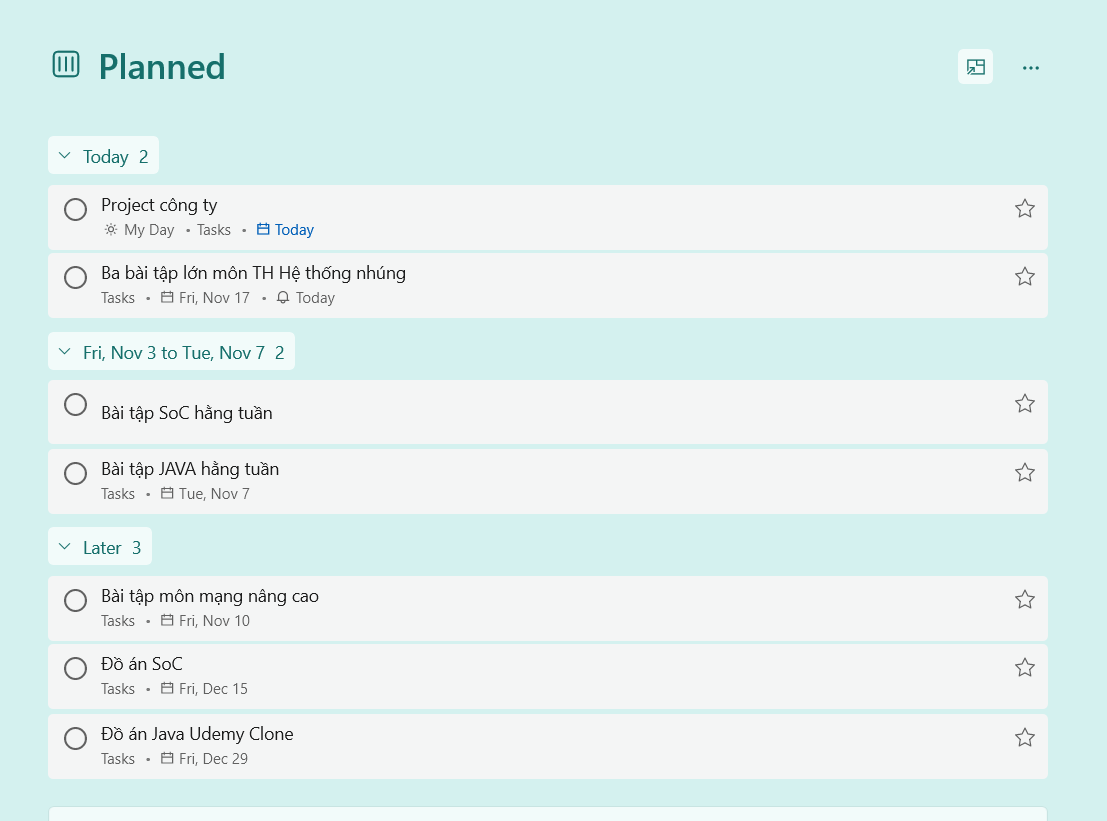 Planned
Today 2
Project công ty
My Day • Tasks • Today
Ba bài tập lớn môn TH Hệ thống nhúng
Tasks • Fri, Nov 17 • Today
Fri, Nov 3 to Tue, Nov 7 2
Bài tập SoC hằng tuần
Bài tập JAVA hằng tuần
Tasks • Tue, Nov 7
Later 3
Bài tập môn mạng nâng cao
Tasks • Fri, Nov 10
Đồ án SoC
Tasks • Fri, Dec 15
Đồ án Java Udemy Clone
Tasks • Fri, Dec 29